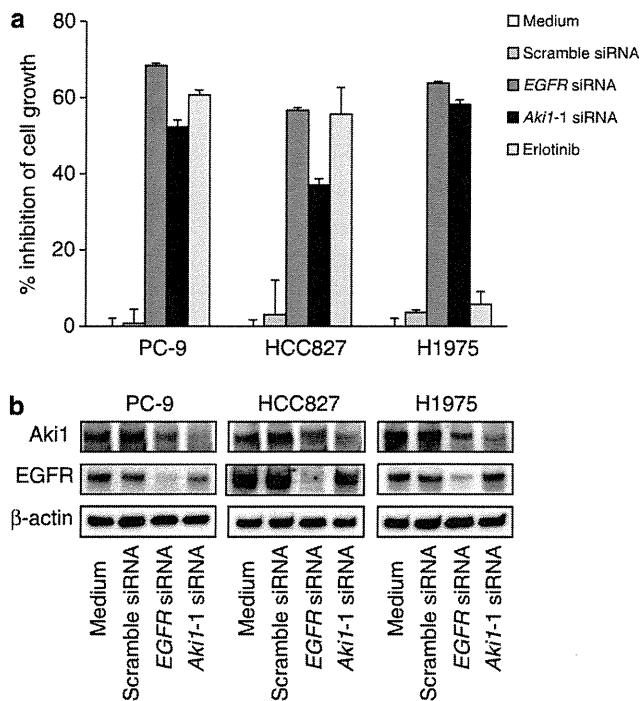 a
80
60
40
20
0
% inhibition of cell growth
Medium
Scramble siRNA
EGFR siRNA
Aki1-1 siRNA
Erlotinib
PC-9 HCC827 H1975
b
PC-9 HCC827 H1975
Aki1
EGFR
β-actin
Medium
Scramble siRNA
EGFR siRNA
Aki1-1 siRNA
Medium
Scramble siRNA
EGFR siRNA
Aki1-1 siRNA
Medium
Scramble siRNA
EGFR siRNA
Aki1-1 siRNA